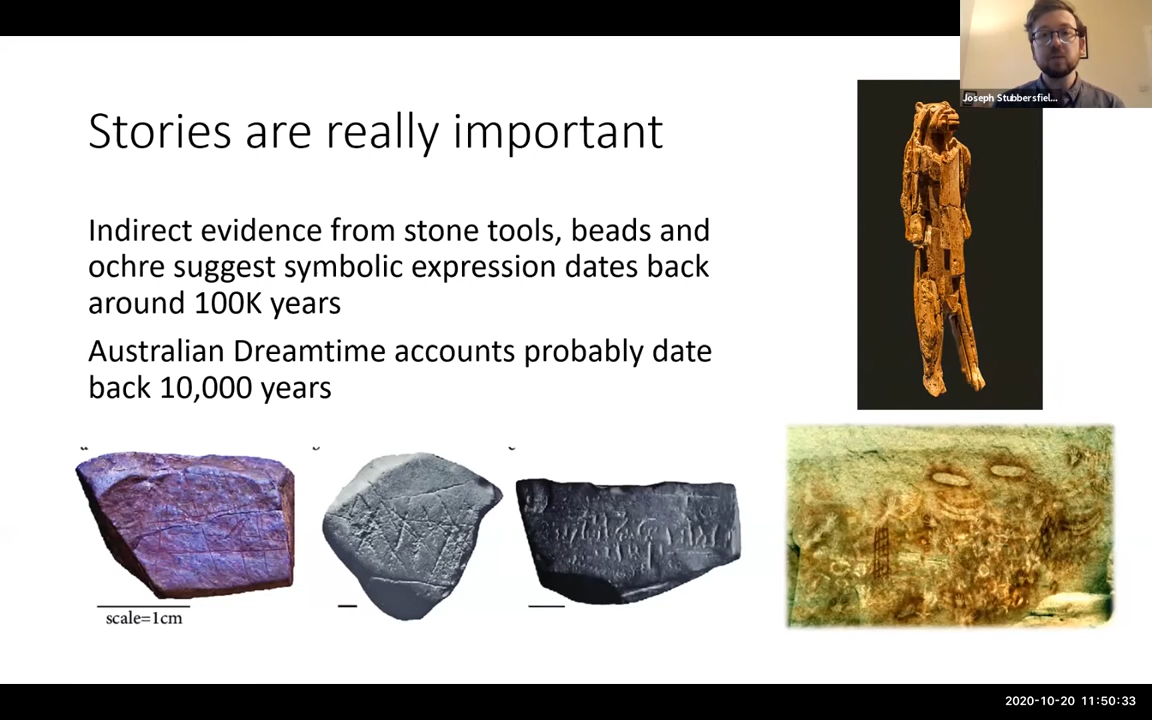 Joseph Stubbersfiel...
Stories are really important
Indirect evidence from stone tools, beads and
ochre suggest symbolic expression dates back
around 100K years
Australian Dreamtime accounts probably date
back 10,000 years
scale=1cm
2020-10-20 11:50:33